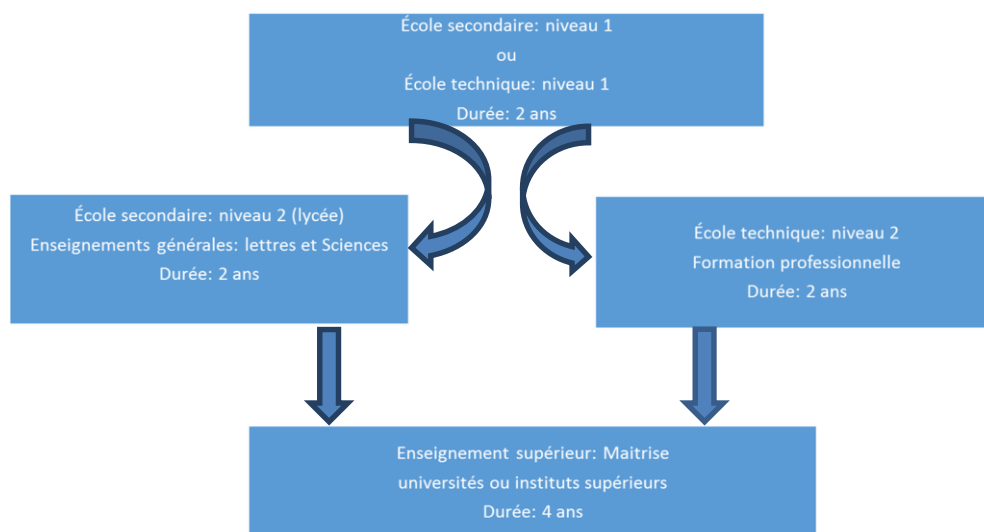 École secondaire: niveau 1
ou
École technique: niveau 1
Durée: 2 ans
École secondaire: niveau 2 (lycée)
Enseignements générales: lettres et Sciences
Durée: 2 ans
École technique: niveau 2
Formation professionnelle
Durée: 2 ans
Enseignement supérieur: Maitrise
universités ou instituts supérieurs
Durée: 4 ans